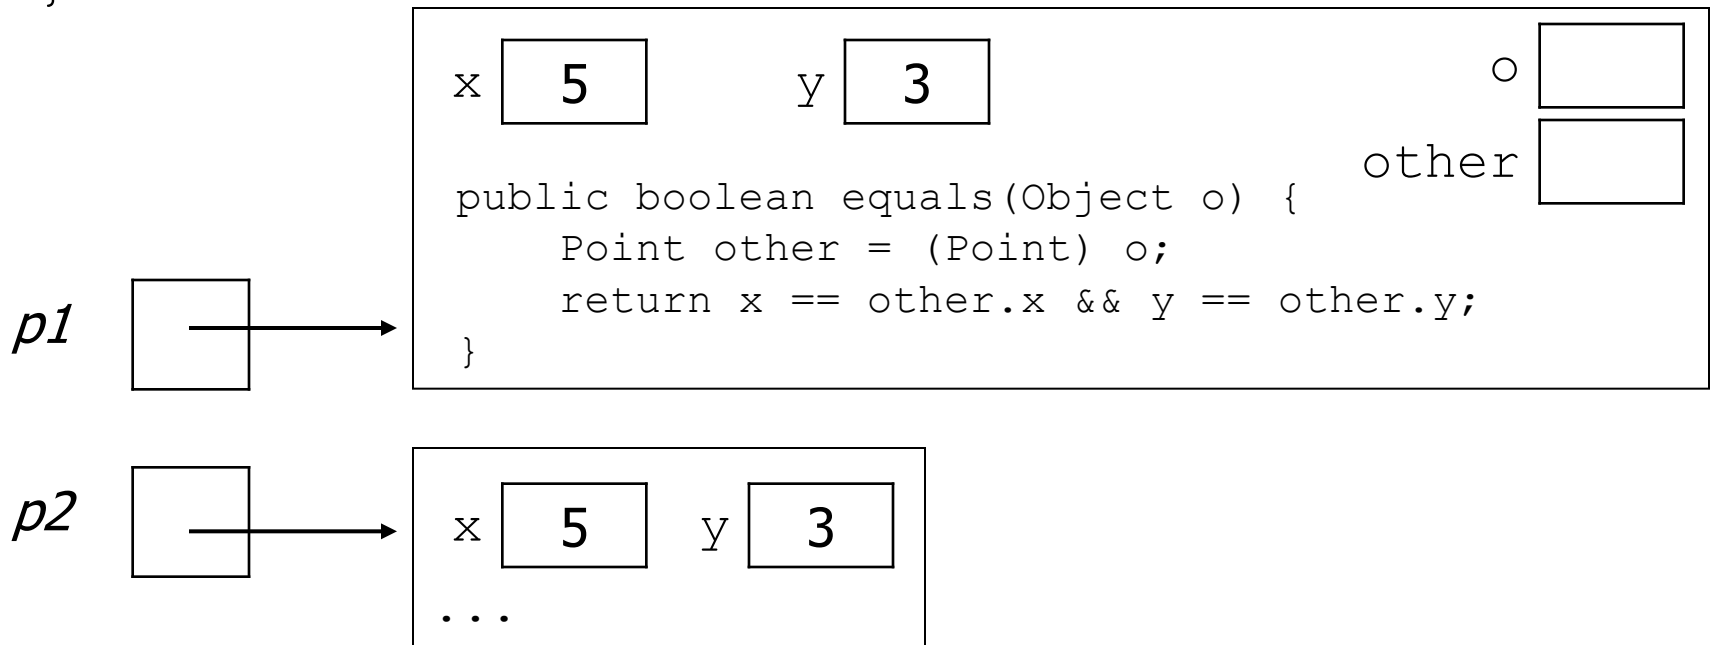 x 5 y 3 o
other
public boolean equals(Object o) {
    Point other = (Point) o;
    return x == other.x && y == other.y;
}
p1
p2
x 5 y 3
...